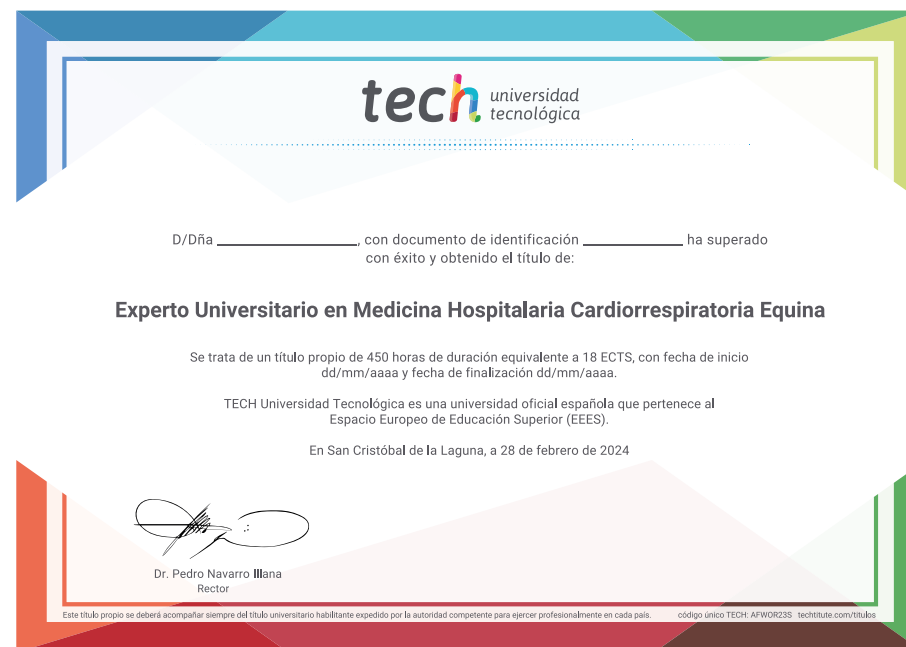 tech universidad
tecnológica
D/Dña ________________, con documento de identificación ____________ ha superado
con éxito y obtenido el título de:
Experto Universitario en Medicina Hospitalaria Cardiorrespiratoria Equina
Se trata de un título propio de 450 horas de duración equivalente a 18 ECTS, con fecha de inicio
dd/mm/aaaa y fecha de finalización dd/mm/aaaa.
TECH Universidad Tecnológica es una universidad oficial española que pertenece al
Espacio Europeo de Educación Superior (EEES).
En San Cristóbal de la Laguna, a 28 de febrero de 2024
Dr. Pedro Navarro Illana
Rector
Este título propio se deberá acompañar siempre del título universitario habilitante expedido por la autoridad competente para ejercer profesionalmente en cada país. código único TECH: AFWOR23S techtitute.com/titulos